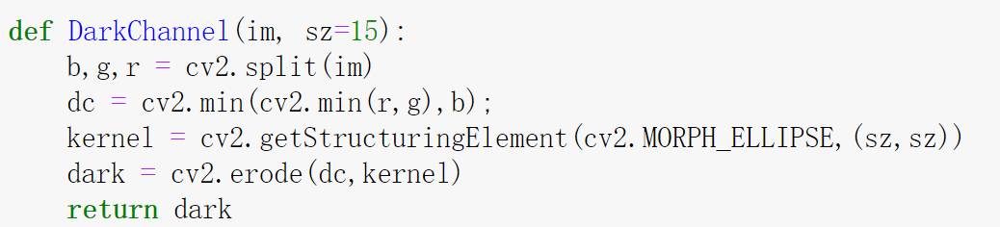 def DarkChannel(im, sz=15):
    b,g,r = cv2.split(im)
    dc = cv2.min(cv2.min(r,g),b);
    kernel = cv2.getStructuringElement(cv2.MORPH_ELLIPSE,(sz,sz))
    dark = cv2.erode(dc,kernel)
    return dark